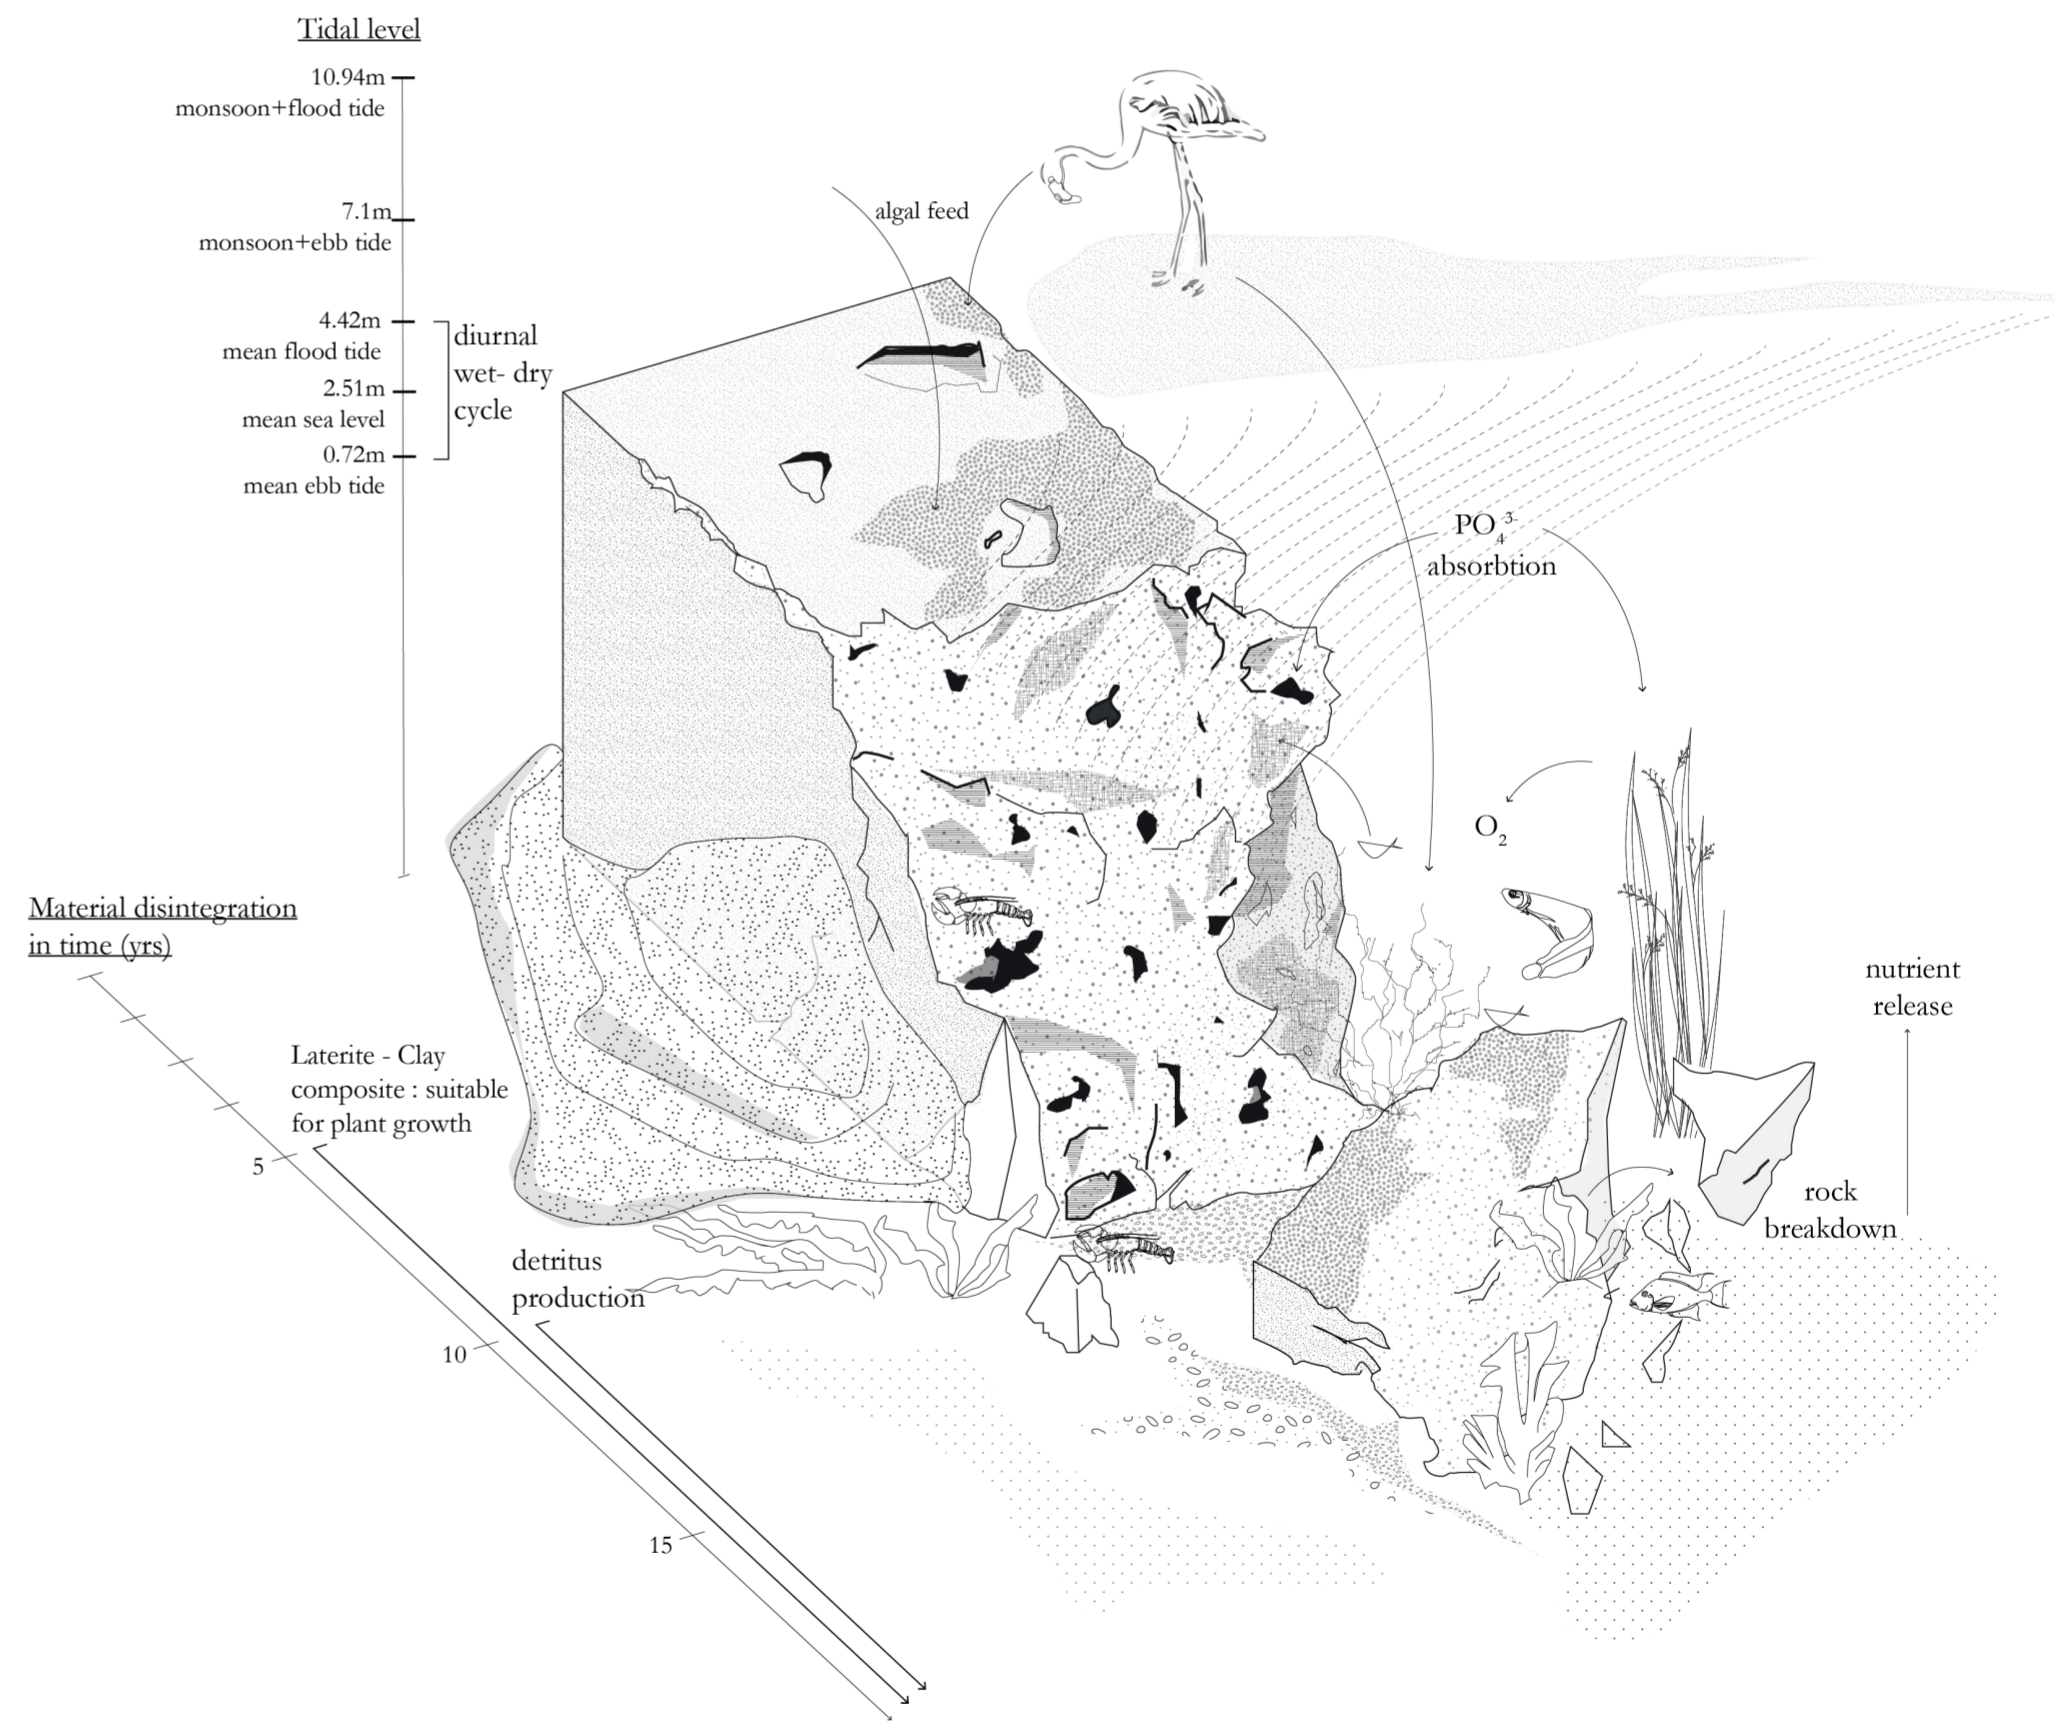 Tidal level
10.94m
monsoon+flood tide
7.1m
monsoon+ebb tide
4.42m
mean flood tide
2.51m
mean sea level
0.72m
mean ebb tide
diurnal
wet- dry
cycle
algal feed
PO₄³⁻
absorbtion
O₂
nutrient
release
rock
breakdown
Material disintegration
in time (yrs)
Laterite - Clay
composite : suitable
for plant growth
5
detritus
production
10
15